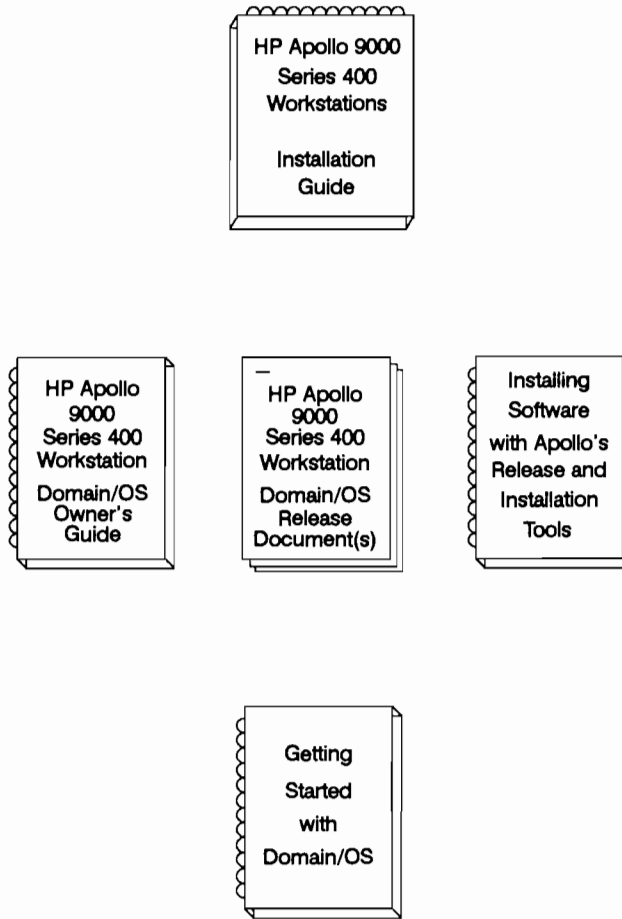 HP Apollo 9000
Series 400
Workstations
Installation
Guide
HP Apollo
9000
Series 400
Workstation
Domain/OS
Owner's
Guide
HP Apollo
9000
Series 400
Workstation
Domain/OS
Release
Document(s)
Installing
Software
with Apollo's
Release and
Installation
Tools
Getting
Started
with
Domain/OS